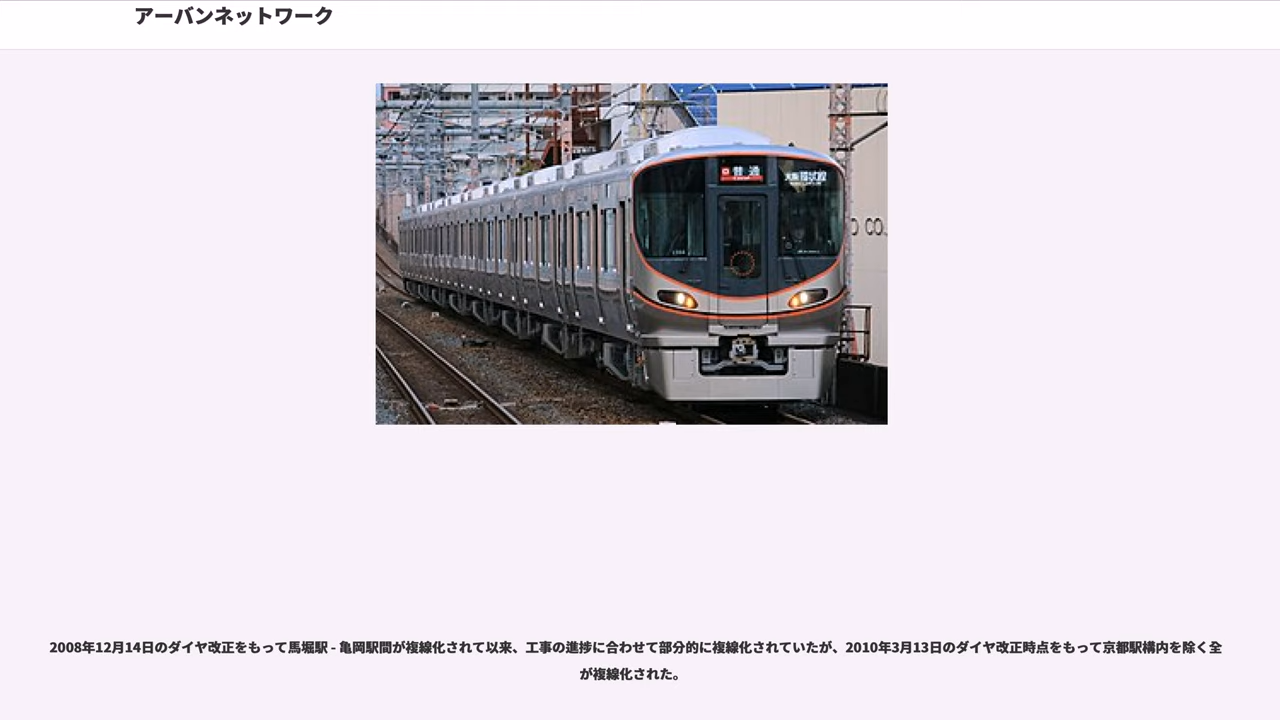 アーバンネットワーク
普通
大阪環状線
CO.
2008年12月14日のダイヤ改正をもって馬堀駅 - 亀岡駅間が複線化されて以来、工事の進捗に合わせて部分的に複線化されていたが、2010年3月13日のダイヤ改正時点をもって京都駅構内を除く全
が複線化された。